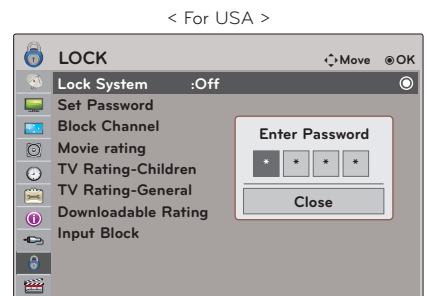 < For USA >
LOCK
Move OK
Lock System :Off
Set Password
Block Channel
Movie rating
TV Rating-Children
TV Rating-General
Downloadable Rating
Input Block
Enter Password
* * * *
Close